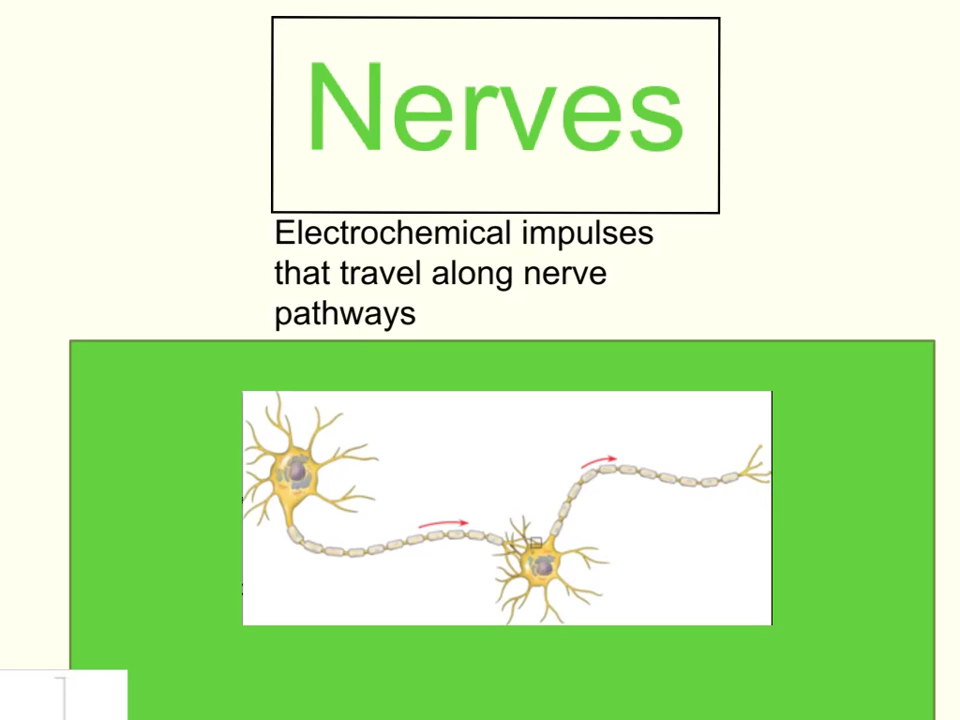 Nerves
Electrochemical impulses
that travel along nerve
pathways